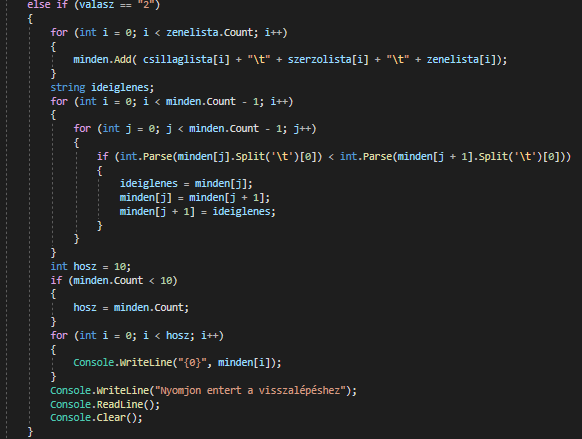 else if (valasz == "2")
{
for (int i = 0; i < zenelista.Count; i++)
{
minden.Add( csillaglista[i] + "\t" + szerzolista[i] + "\t" + zenelista[i]);
}
string ideiglenes;
for (int i = 0; i < minden.Count - 1; i++)
{
for (int j = 0; j < minden.Count - 1; j++)
{
if (int.Parse(minden[j].Split('\t')[0]) < int.Parse(minden[j + 1].Split('\t')[0]))
{
ideiglenes = minden[j];
minden[j] = minden[j + 1];
minden[j + 1] = ideiglenes;
}
}
}
int hosz = 10;
if (minden.Count < 10)
{
hosz = minden.Count;
}
for (int i = 0; i < hosz; i++)
{
Console.WriteLine("{0}", minden[i]);
}
Console.WriteLine("Nyomjon entert a visszalépéshez");
Console.ReadLine();
Console.Clear();
}